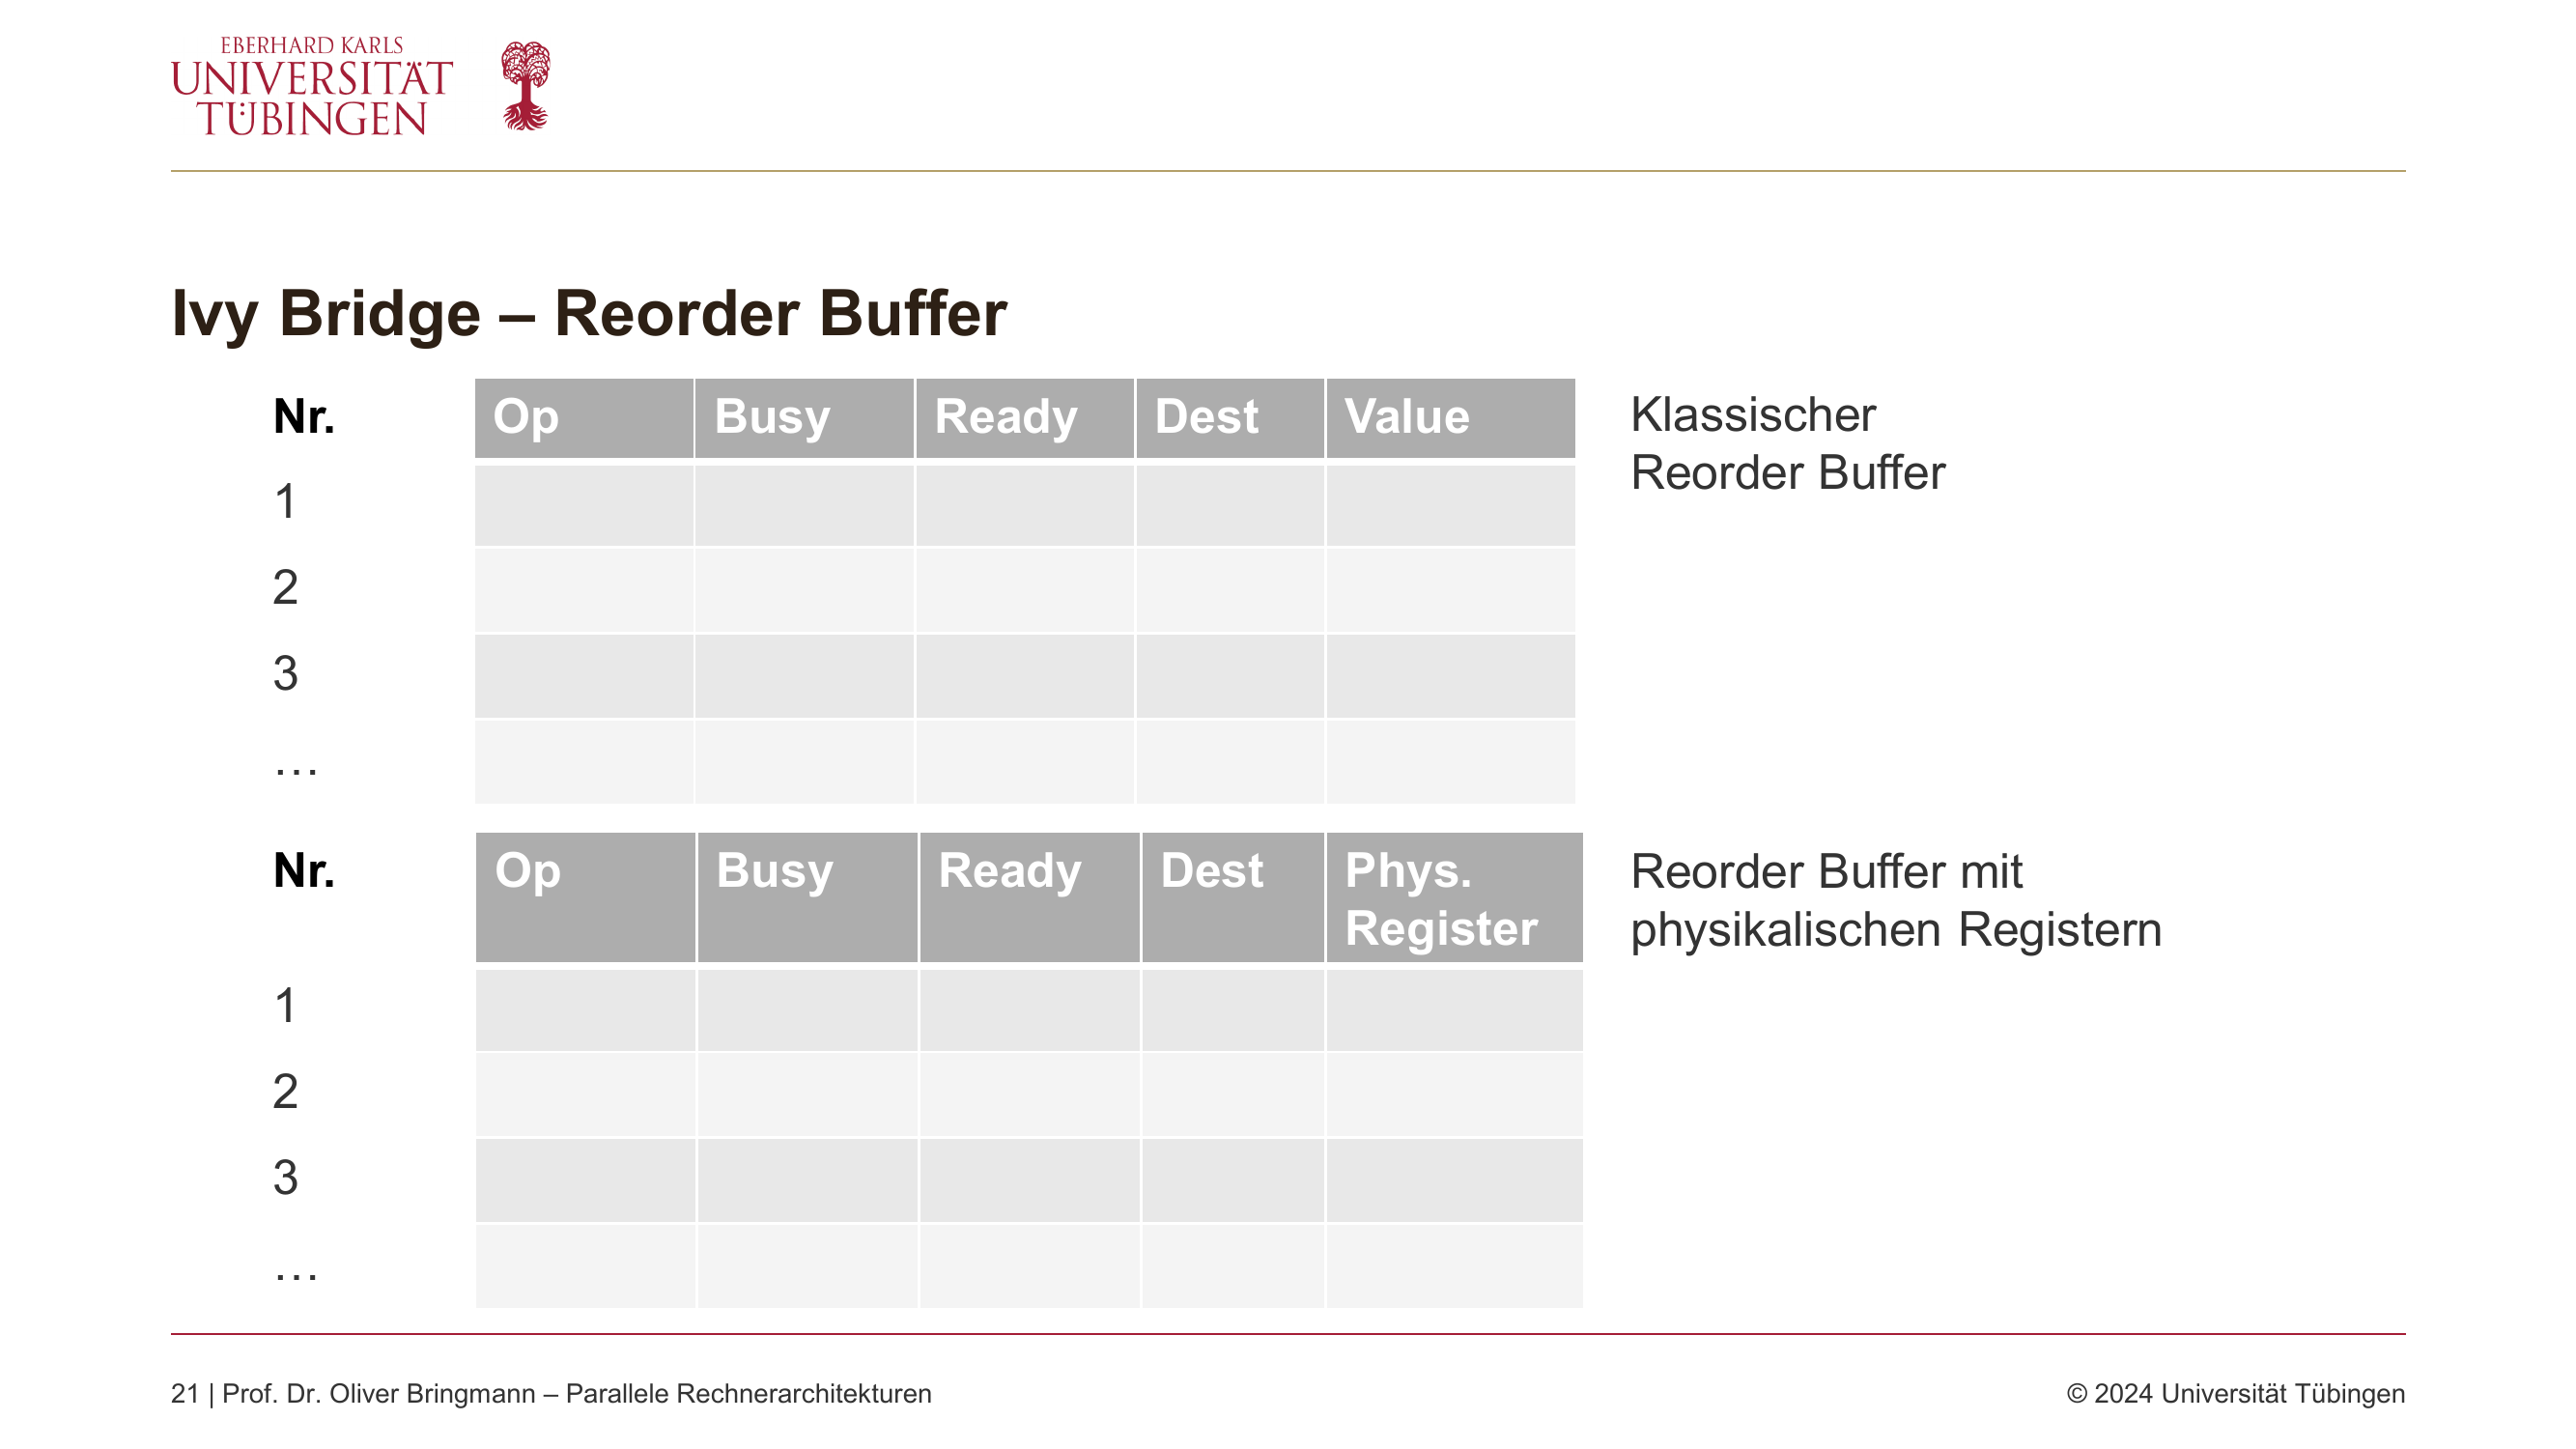 EBERHARD KARLS
UNIVERSITÄT
TÜBINGEN
Ivy Bridge – Reorder Buffer
Nr. Op Busy Ready Dest Value
1
2
3
…
Klassischer
Reorder Buffer
Nr. Op Busy Ready Dest Phys.
Register
1
2
3
…
Reorder Buffer mit
physikalischen Registern
21 | Prof. Dr. Oliver Bringmann – Parallele Rechnerarchitekturen
© 2024 Universität Tübingen